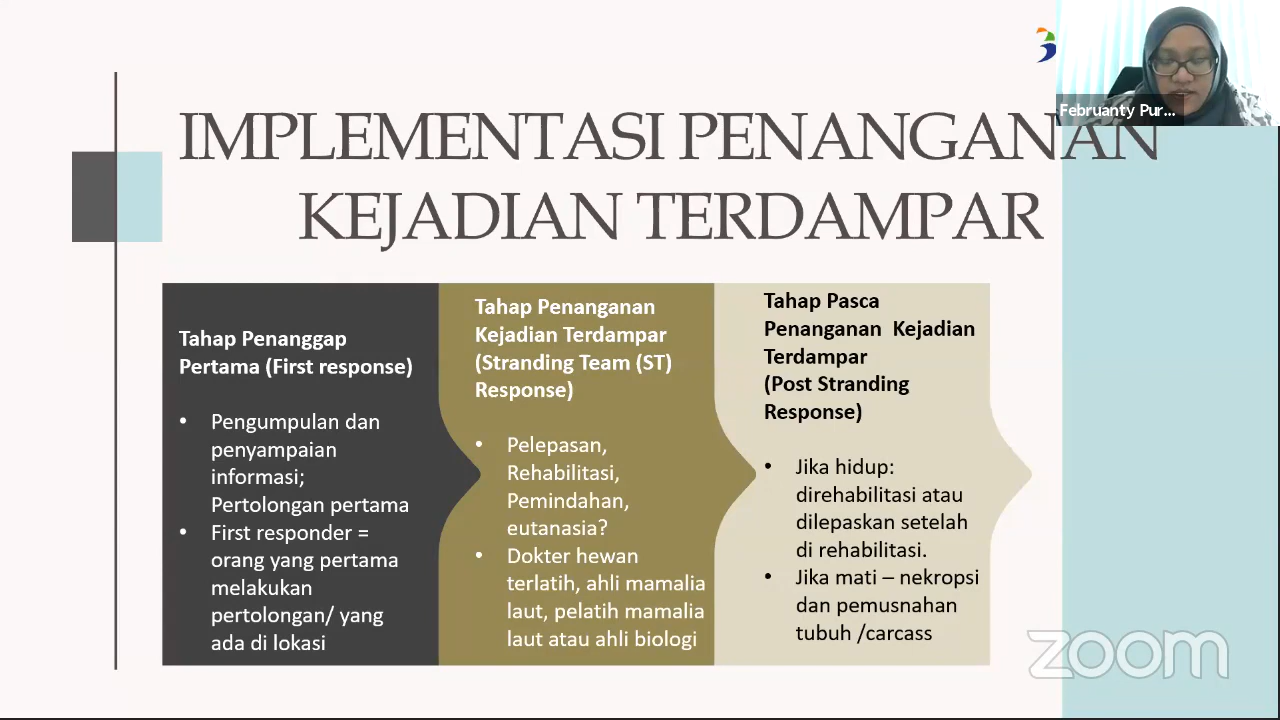 Februanty Pur...
IMPLEMENTASI PENANGANAN
KEJADIAN TERDAMPAR
Tahap Penanggap
Pertama (First response)
• Pengumpulan dan
penyampaian
informasi;
Pertolongan pertama
• First responder =
orang yang pertama
melakukan
pertolongan/ yang
ada di lokasi
Tahap Penanganan
Kejadian Terdampar
(Stranding Team (ST)
Response)
• Pelepasan,
Rehabilitasi,
Pemindahan,
eutanasia?
• Dokter hewan
terlatih, ahli mamalia
laut, pelatih mamalia
laut atau ahli biologi
Tahap Pasca
Penanganan Kejadian
Terdampar
(Post Stranding
Response)
• Jika hidup:
direhabilitasi atau
dilepaskan setelah
di rehabilitasi.
• Jika mati – nekropsi
dan pemusnahan
tubuh /carcass
zoom